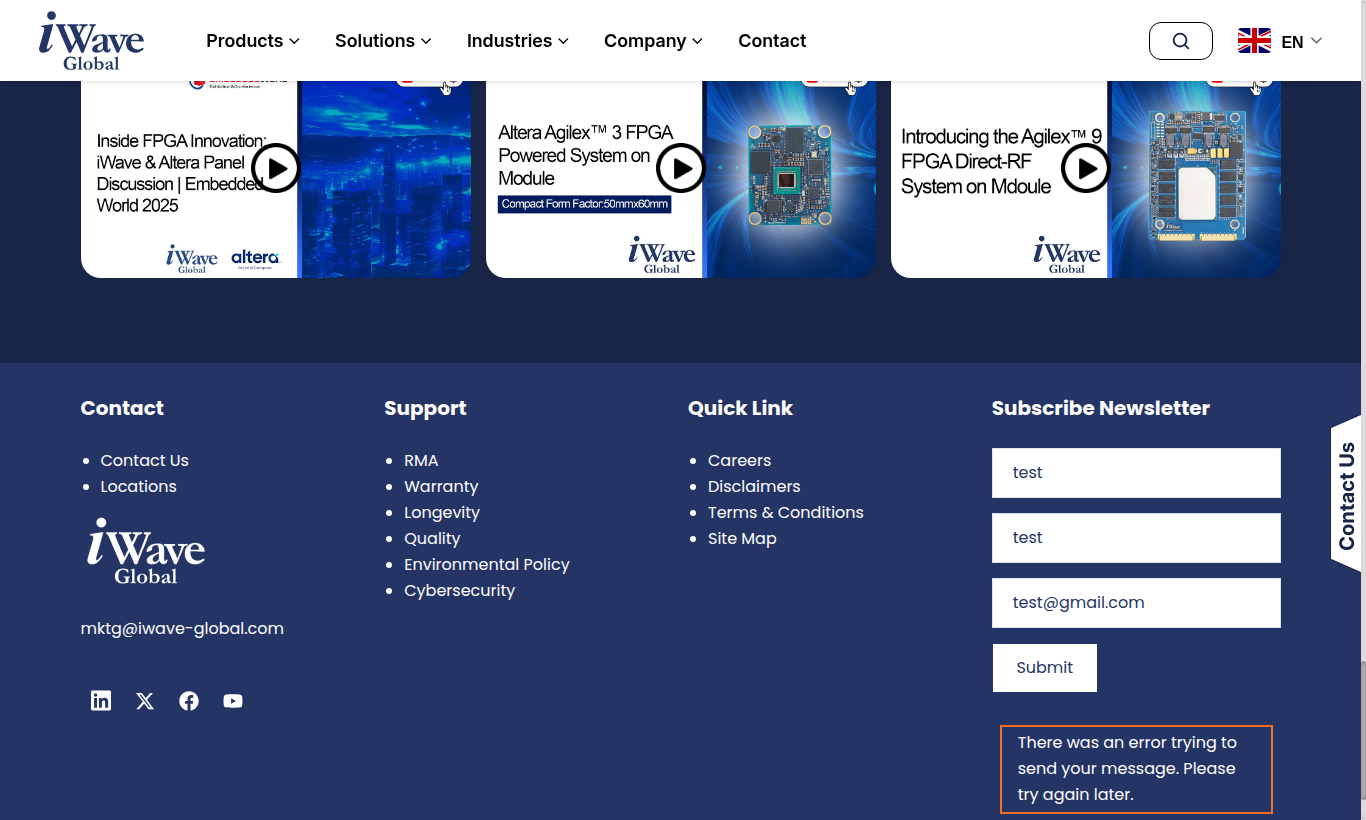 iWave
Global
Products
Solutions
Industries
Company
Contact
EN
Inside FPGA Innovation:
iWave & Altera Panel
Discussion | Embedded
World 2025
iWave
Global
altera
Altera Agilex™ 3 FPGA
Powered System on
Module
Compact Form Factor:50mmx60mm
iWave
Global
Introducing the Agilex™ 9
FPGA Direct-RF
System on Mdoule
iWave
Global
Contact
Contact Us
Locations
iWave
Global
mktg@iwave-global.com
Support
RMA
Warranty
Longevity
Quality
Environmental Policy
Cybersecurity
Quick Link
Careers
Disclaimers
Terms & Conditions
Site Map
Subscribe Newsletter
test
test
test@gmail.com
Submit
There was an error trying to
send your message. Please
try again later.
Contact Us